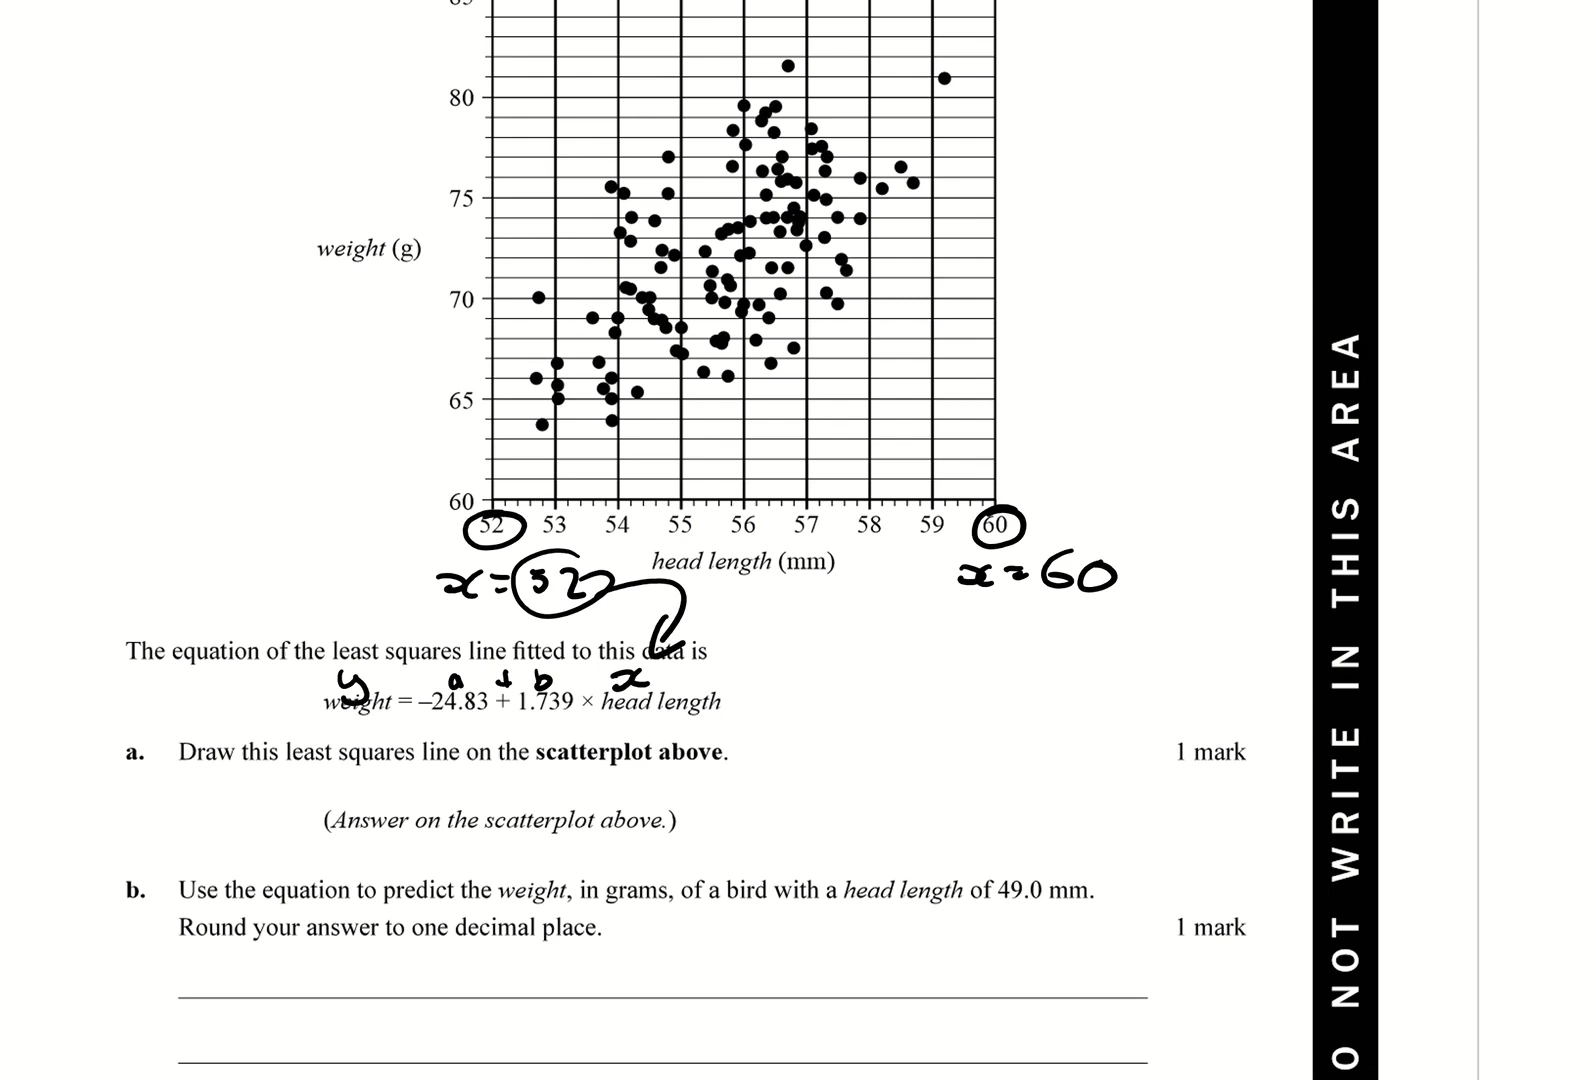 85
80
75
weight (g)
70
65
60
52 53 54 55 56 57 58 59 60
head length (mm)
x = 52
x = 60
The equation of the least squares line fitted to this data is
y a + b x
weight = –24.83 + 1.739 × head length
a. Draw this least squares line on the scatterplot above. 1 mark
(Answer on the scatterplot above.)
b. Use the equation to predict the weight, in grams, of a bird with a head length of 49.0 mm.
Round your answer to one decimal place. 1 mark
O NOT WRITE IN THIS AREA